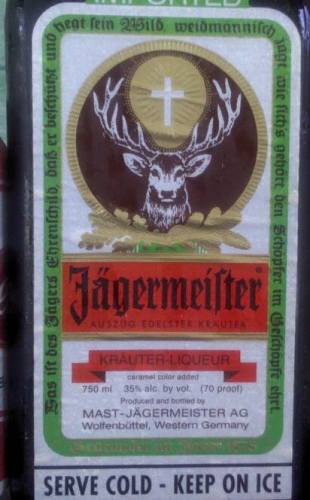 IMPORTED
Das ist des Jägers Ehrenschild, daß er beschützt und hegt sein Wild, weidmännisch jagt, wie sich's gehört, den Schöpfer im Geschöpfe ehrt.
Jägermeister
AUSZUG EDELSTER KRÄUTER
KRÄUTER-LIQUEUR
caramel color added
750 ml 35% alc. by vol. (70 proof)
Produced and bottled by
MAST-JÄGERMEISTER AG
Wolfenbüttel, Western Germany
SERVE COLD - KEEP ON ICE